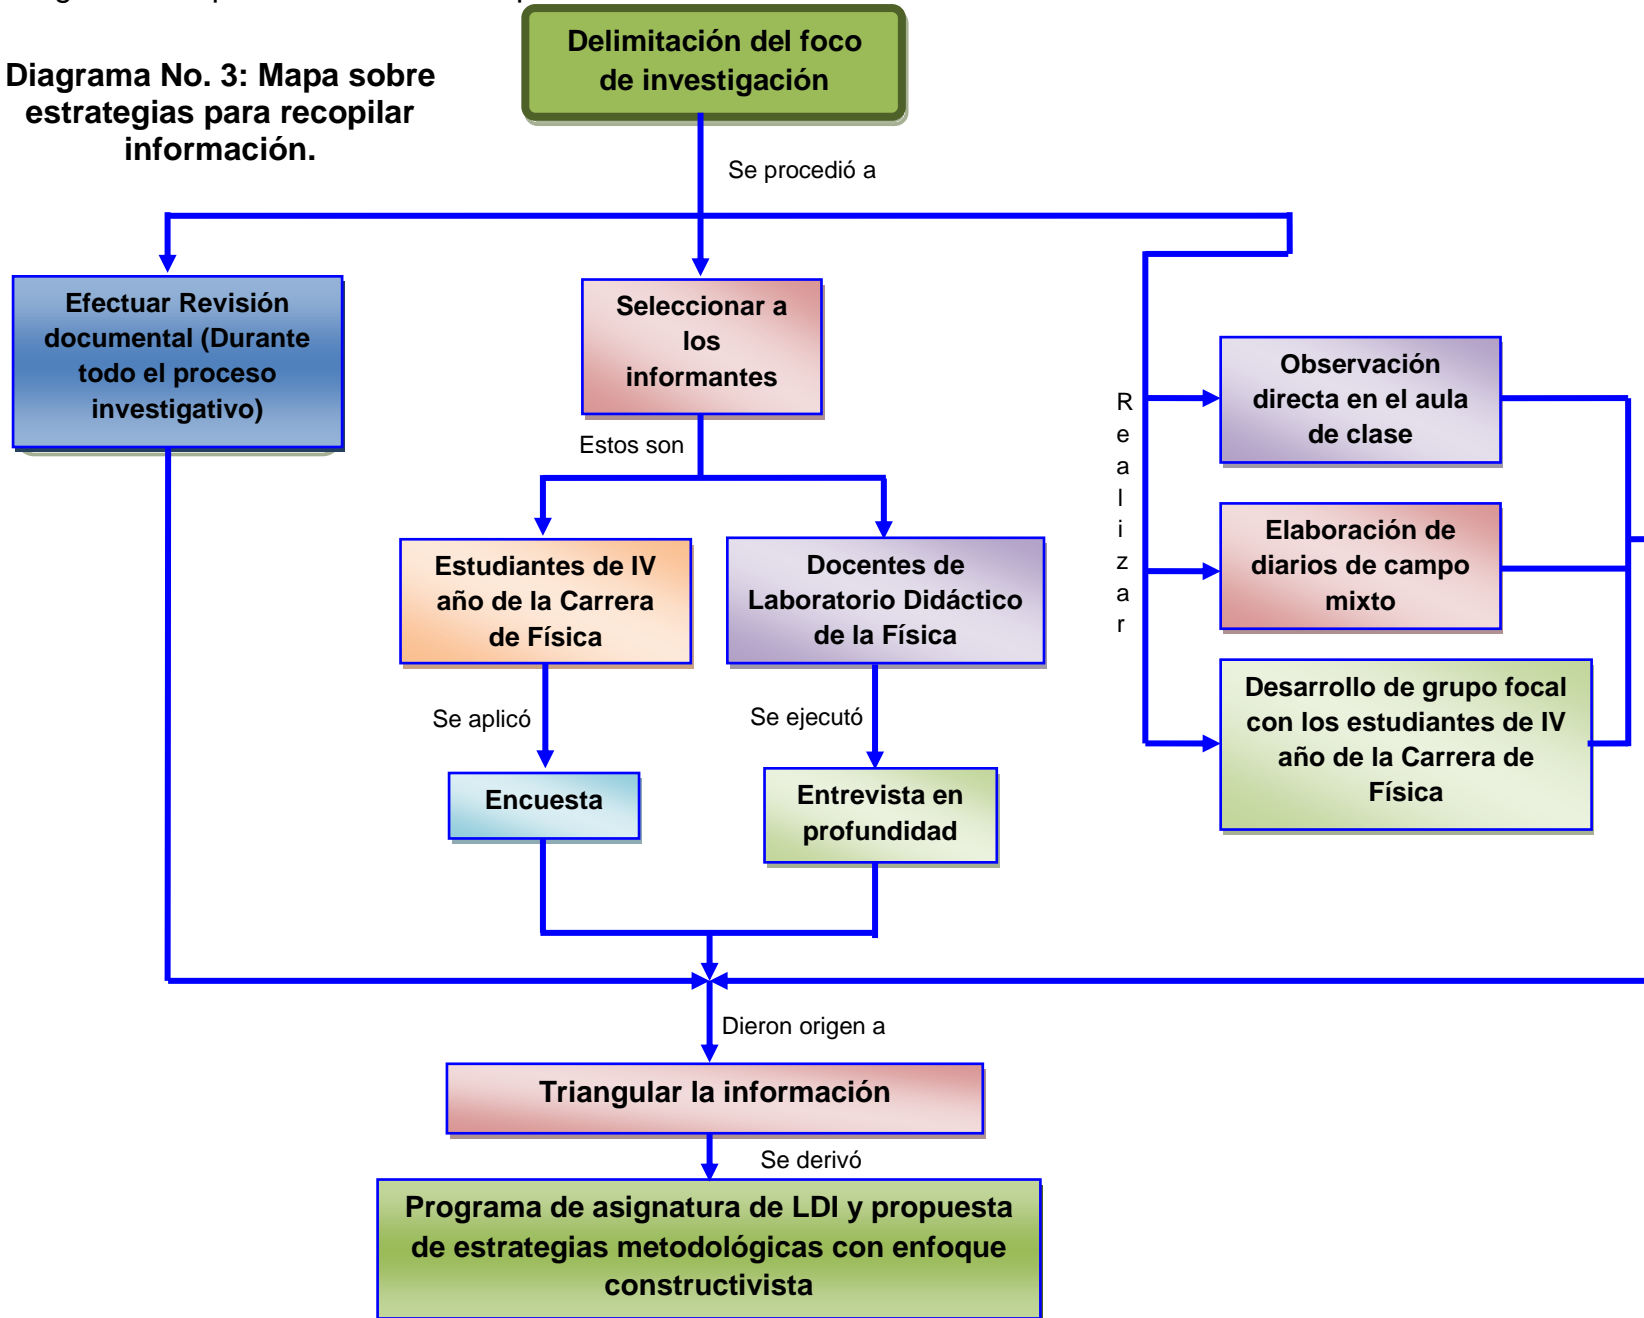 Delimitación del foco
de investigación
Diagrama No. 3: Mapa sobre
estrategias para recopilar
información.
Se procedió a
Efectuar Revisión
documental (Durante
todo el proceso
investigativo)
Seleccionar a
los
informantes
Estos son
Estudiantes de IV
año de la Carrera
de Física
Docentes de
Laboratorio Didáctico
de la Física
Se aplicó
Se ejecutó
Encuesta
Entrevista en
profundidad
R
e
a
l
i
z
a
r
Observación
directa en el aula
de clase
Elaboración de
diarios de campo
mixto
Desarrollo de grupo focal
con los estudiantes de IV
año de la Carrera de
Física
Dieron origen a
Triangular la información
Se derivó
Programa de asignatura de LDI y propuesta
de estrategias metodológicas con enfoque
constructivista